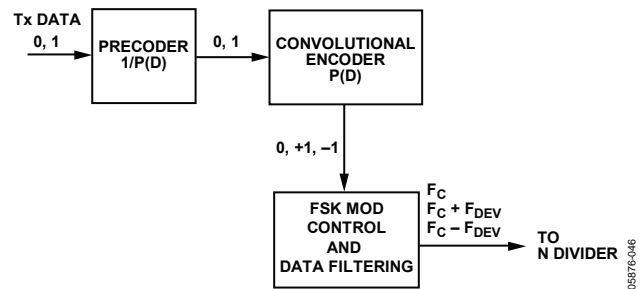 Tx DATA
0, 1
PRECODER
1/P(D)
0, 1
CONVOLUTIONAL
ENCODER
P(D)
0, +1, –1
FSK MOD
CONTROL
AND
DATA FILTERING
FC
FC + FDEV
FC – FDEV
TO
N DIVIDER
05876-046